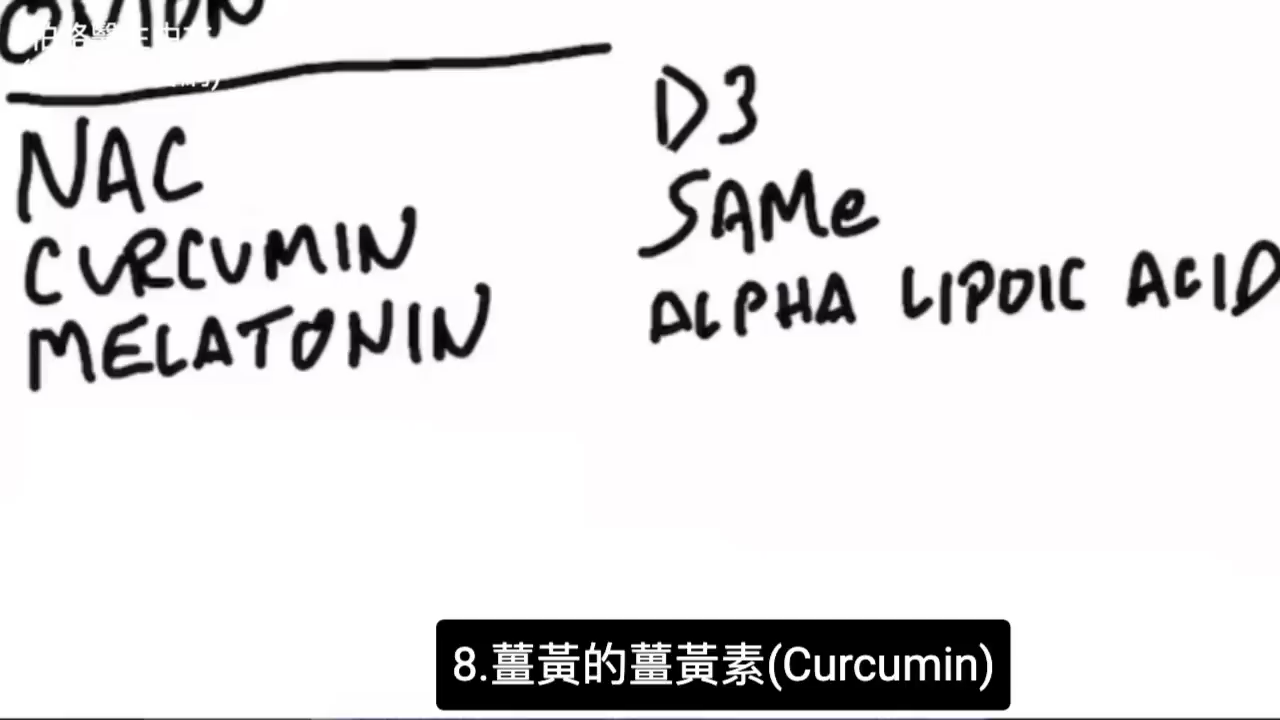 NAC
CURCUMIN
MELATONIN
D3
SAMe
ALPHA LIPOIC ACID
8.薑黃的薑黃素(Curcumin)